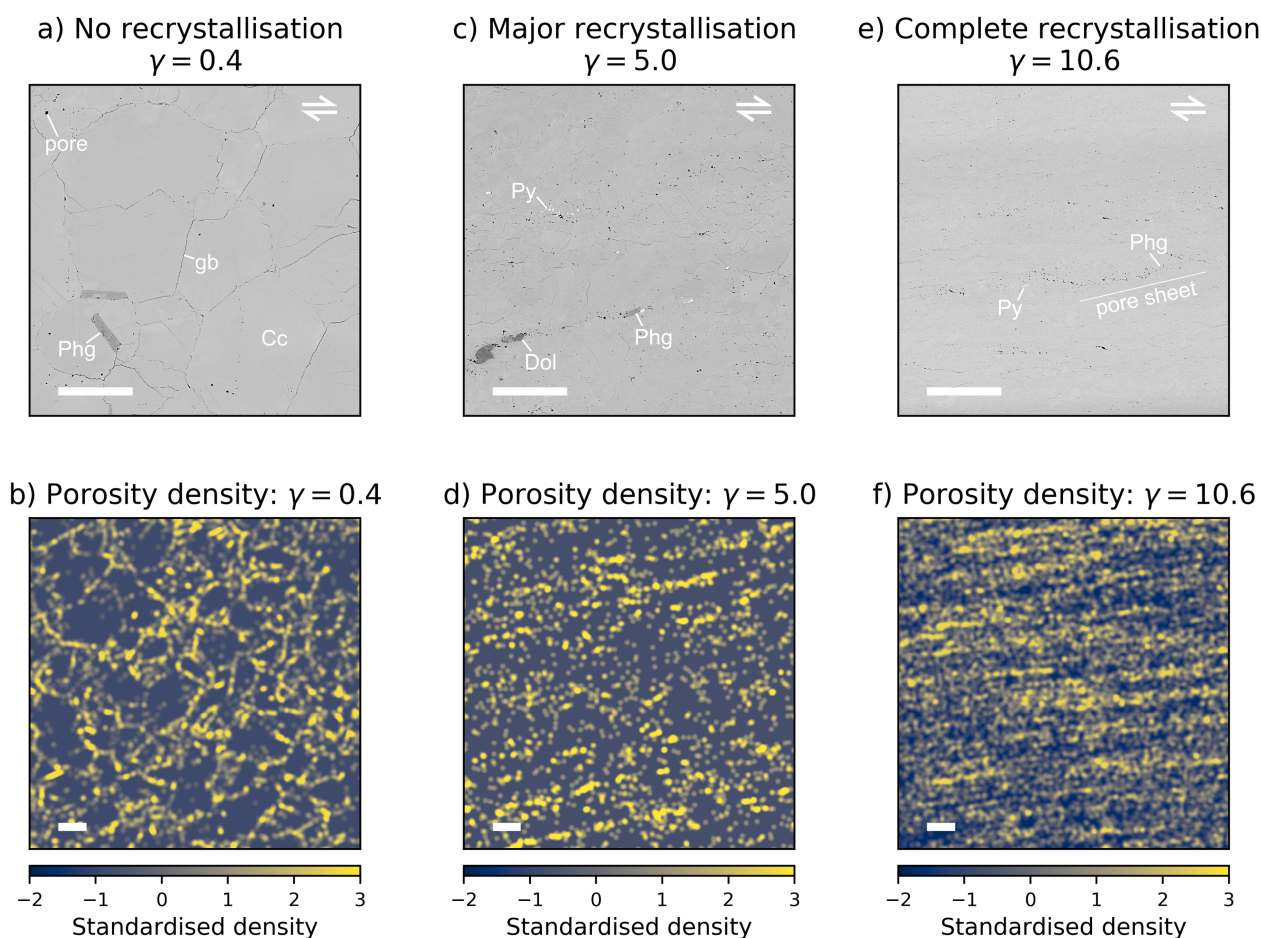 a) No recrystallisation
γ = 0.4
c) Major recrystallisation
γ = 5.0
e) Complete recrystallisation
γ = 10.6
pore
gb
Phg
Cc
Py
Phg
Dol
Phg
Py
pore sheet
b) Porosity density: γ = 0.4
d) Porosity density: γ = 5.0
f) Porosity density: γ = 10.6
−2 −1 0 1 2 3
Standardised density
−2 −1 0 1 2 3
Standardised density
−2 −1 0 1 2 3
Standardised density